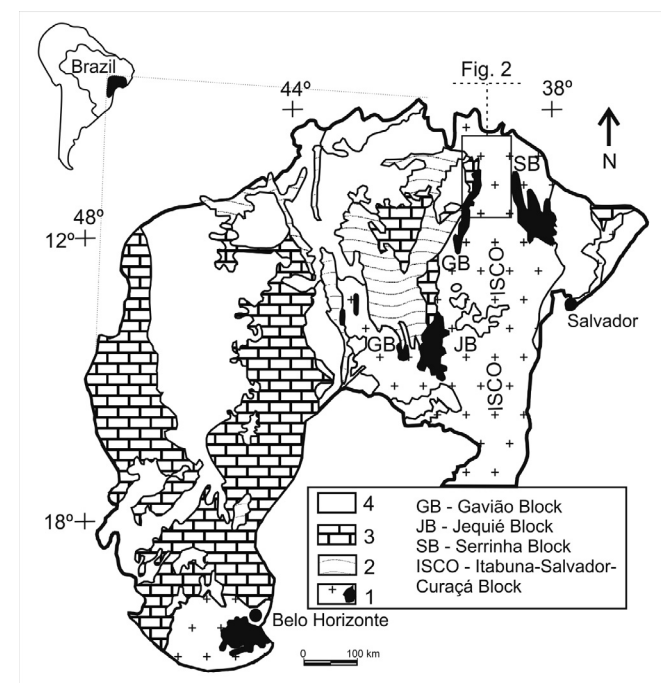 Brazil
Fig. 2
44º
38º
N
SB
48º
12º
GB
ISCO
Salvador
GB
JB
ISCO
18º
4
3
2
1
GB - Gavião Block
JB - Jequié Block
SB - Serrinha Block
ISCO - Itabuna-Salvador-
Curaçá Block
Belo Horizonte
0 100 km